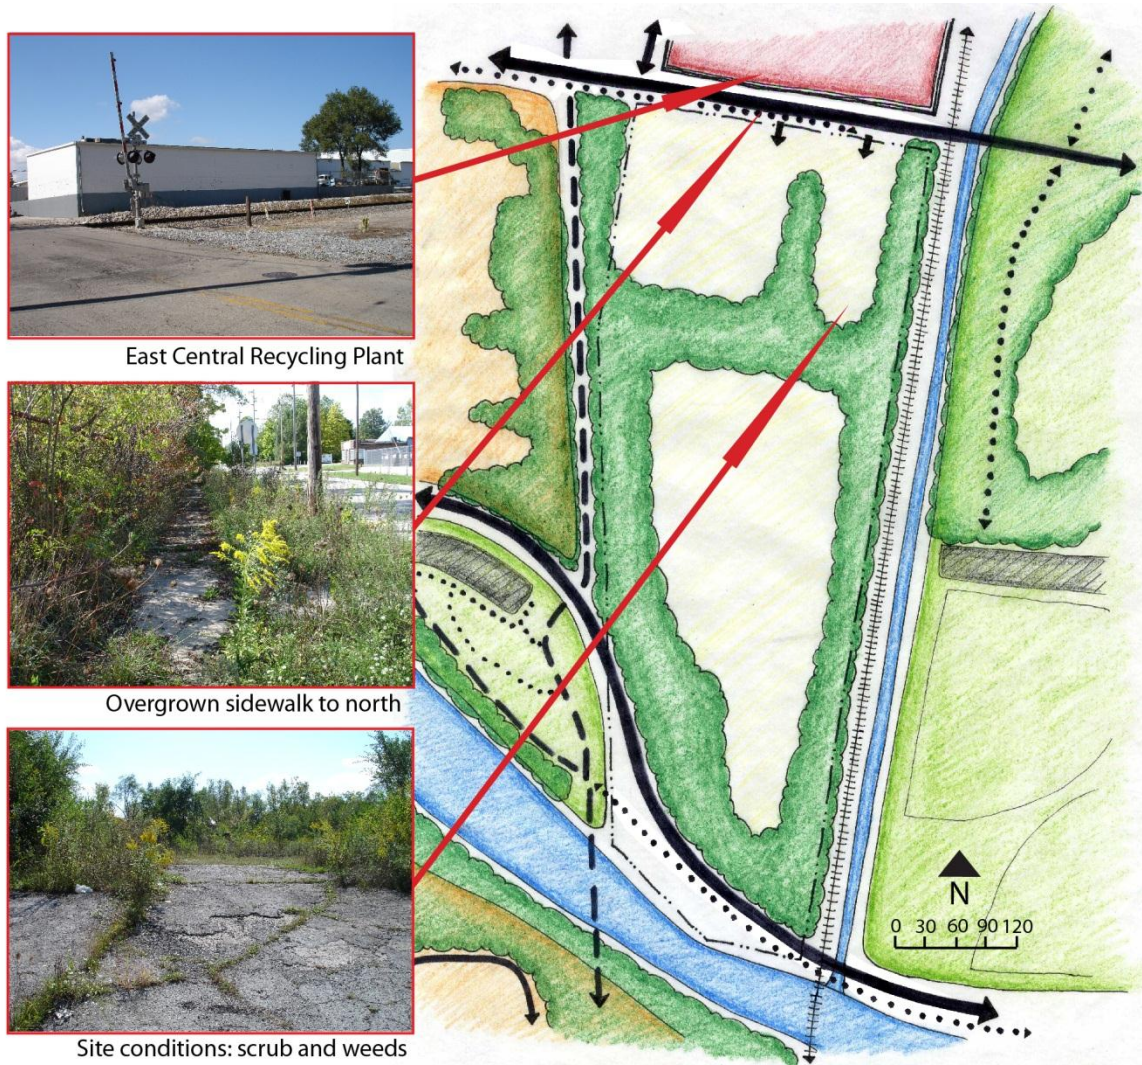 East Central Recycling Plant
Overgrown sidewalk to north
Site conditions: scrub and weeds
N
0 30 60 90 120